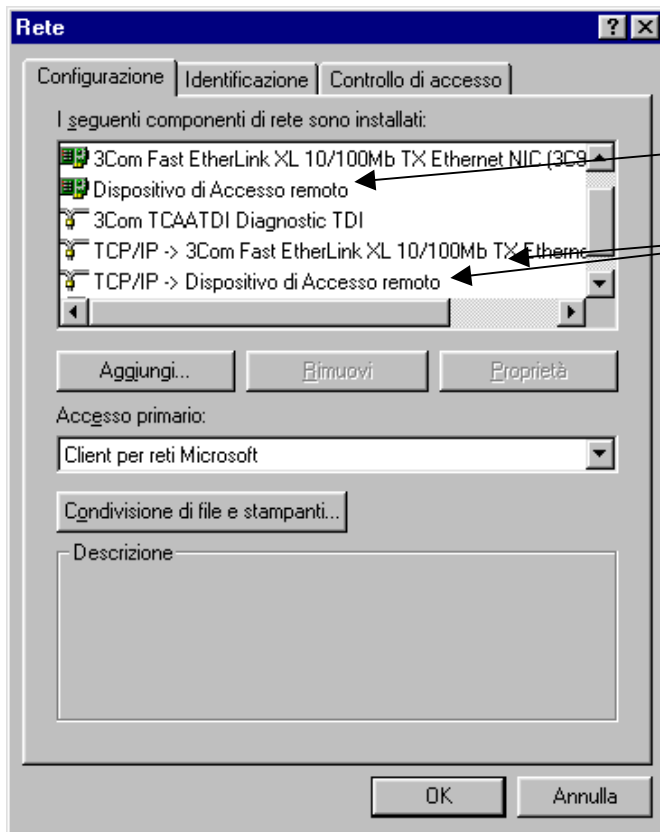 Rete
Configurazione Identificazione Controllo di accesso
I seguenti componenti di rete sono installati:
3Com Fast EtherLink XL 10/100Mb TX Ethernet NIC (3C9
Dispositivo di Accesso remoto
3Com TCAATDI Diagnostic TDI
TCP/IP -> 3Com Fast EtherLink XL 10/100Mb TX Etherne
TCP/IP -> Dispositivo di Accesso remoto
Aggiungi... Rimuovi Proprietà
Accesso primario:
Client per reti Microsoft
Condivisione di file e stampanti...
Descrizione
OK Annulla